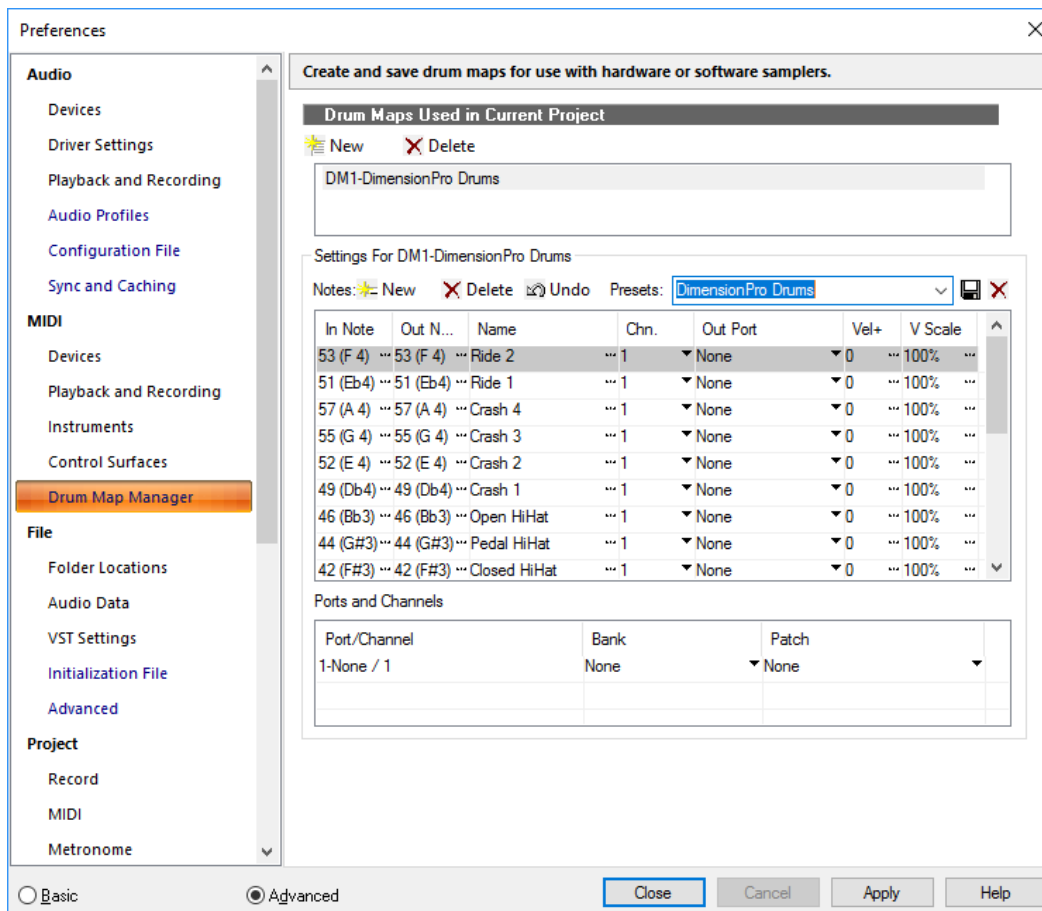 Preferences
Audio
Devices
Driver Settings
Playback and Recording
Audio Profiles
Configuration File
Sync and Caching
MIDI
Devices
Playback and Recording
Instruments
Control Surfaces
Drum Map Manager
File
Folder Locations
Audio Data
VST Settings
Initialization File
Advanced
Project
Record
MIDI
Metronome
Create and save drum maps for use with hardware or software samplers.
Drum Maps Used in Current Project
New Delete
DM1-DimensionPro Drums
Settings For DM1-DimensionPro Drums
Notes: New Delete Undo Presets: DimensionPro Drums
In Note Out N... Name Chn. Out Port Vel+ V Scale
53 (F 4) ... 53 (F 4) ... Ride 2 ... 1 None 0 ... 100% ...
51 (Eb4) ... 51 (Eb4) ... Ride 1 ... 1 None 0 ... 100% ...
57 (A 4) ... 57 (A 4) ... Crash 4 ... 1 None 0 ... 100% ...
55 (G 4) ... 55 (G 4) ... Crash 3 ... 1 None 0 ... 100% ...
52 (E 4) ... 52 (E 4) ... Crash 2 ... 1 None 0 ... 100% ...
49 (Db4) ... 49 (Db4) ... Crash 1 ... 1 None 0 ... 100% ...
46 (Bb3) ... 46 (Bb3) ... Open HiHat ... 1 None 0 ... 100% ...
44 (G#3) ... 44 (G#3) ... Pedal HiHat ... 1 None 0 ... 100% ...
42 (F#3) ... 42 (F#3) ... Closed HiHat ... 1 None 0 ... 100% ...
Ports and Channels
Port/Channel Bank Patch
1-None / 1 None None
Basic Advanced Close Cancel Apply Help